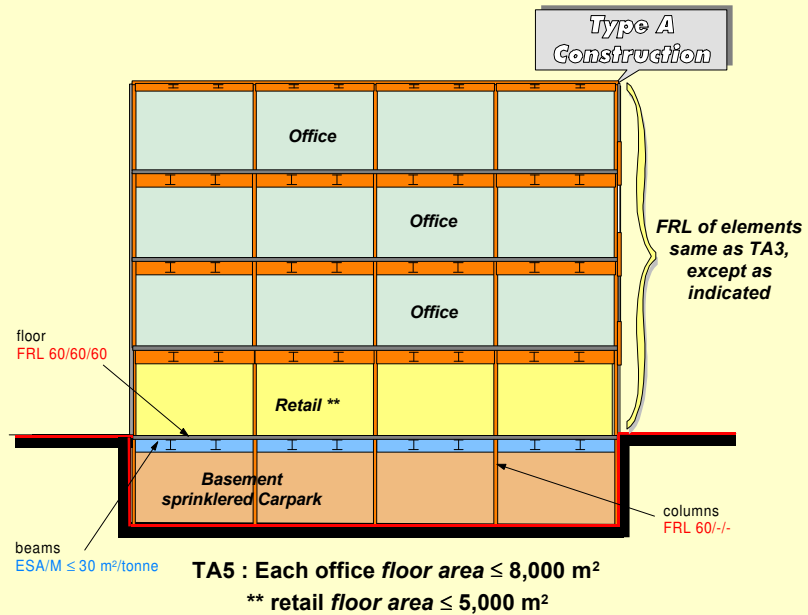 Type A
Construction
Office
Office
FRL of elements
same as TA3,
except as
indicated
Office
floor
FRL 60/60/60
Retail **
Basement
sprinklered Carpark
columns
FRL 60/-/-
beams
ESA/M ≤ 30 m²/tonne
TA5 : Each office floor area ≤ 8,000 m²
** retail floor area ≤ 5,000 m²